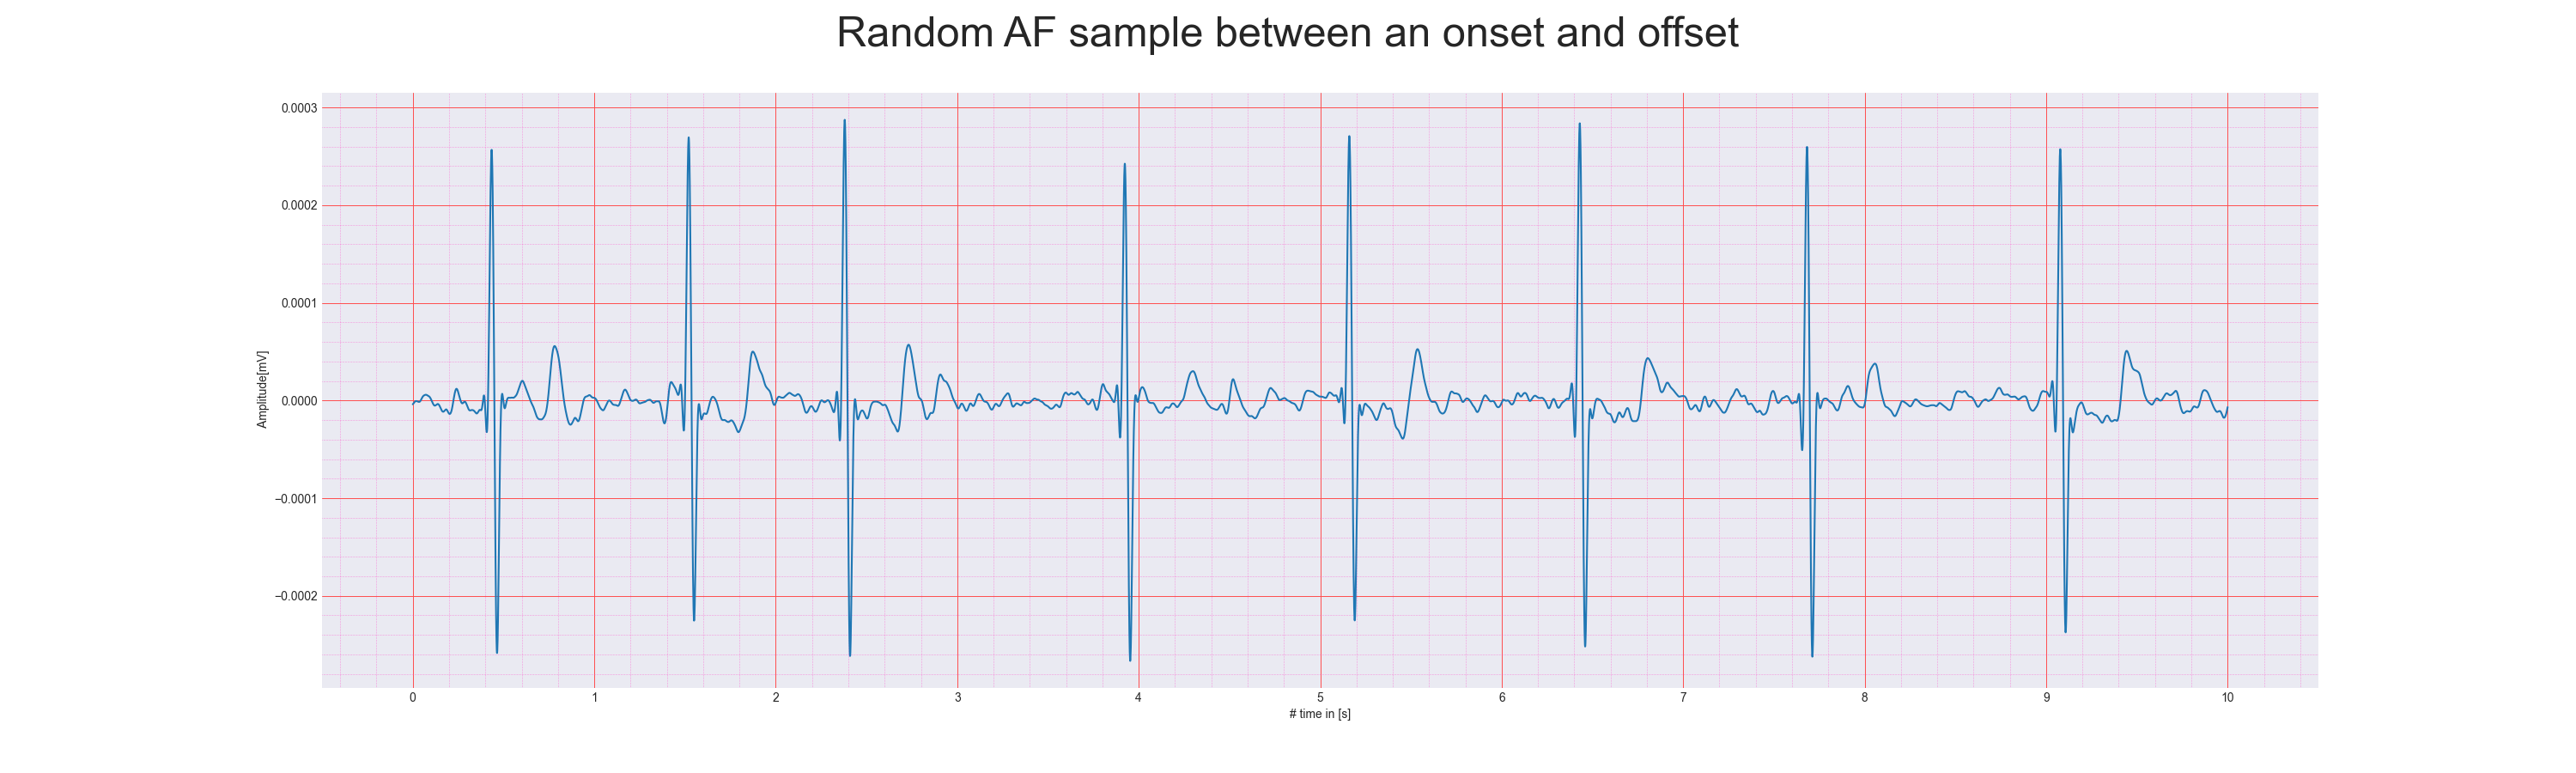 Random AF sample between an onset and offset
0.0003
0.0002
0.0001
0.0000
−0.0001
−0.0002
Amplitude[mV]
0 1 2 3 4 5 6 7 8 9 10
# time in [s]